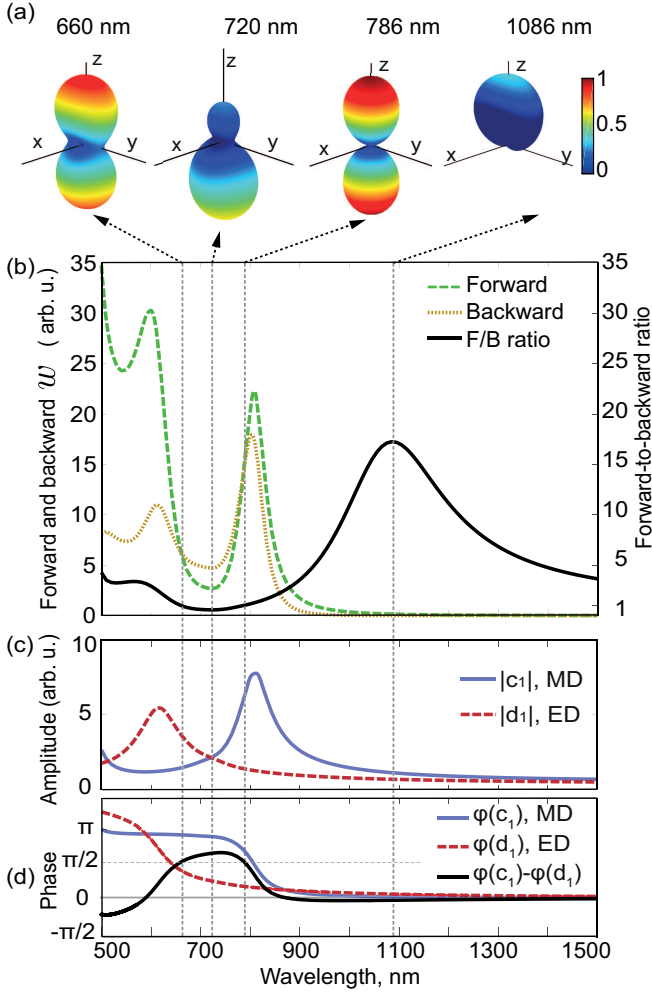 (a)
660 nm 720 nm 786 nm 1086 nm
z z z z
x y x y x y x y
1
0.5
0
(b)
35 35
30 30
25 25
20 20
15 15
10 10
5 5
0 1
Forward and backward 𝒲 ( arb. u.)
Forward-to-backward ratio
Forward
Backward
F/B ratio
(c)
10
5
0
Amplitude (arb. u.)
|c₁|, MD
|d₁|, ED
(d)
π
π/2
0
-π/2
Phase
φ(c₁), MD
φ(d₁), ED
φ(c₁)-φ(d₁)
500 700 900 1100 1300 1500
Wavelength, nm